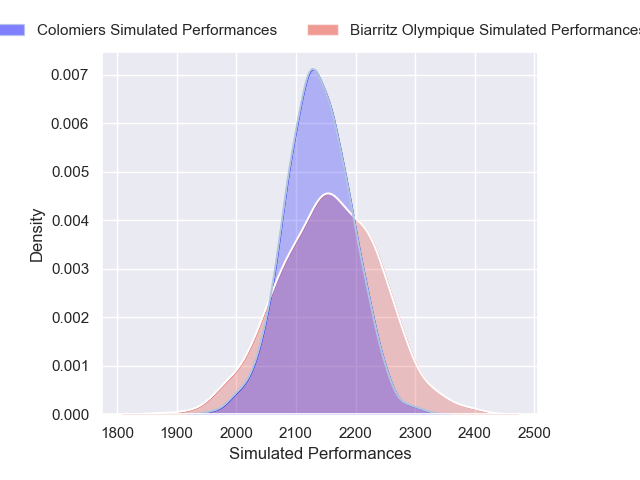 Colomiers Simulated Performances Biarritz Olympique Simulated Performances
0.007
0.006
0.005
0.004
0.003
0.002
0.001
0.000
Density
1800 1900 2000 2100 2200 2300 2400 2500
Simulated Performances